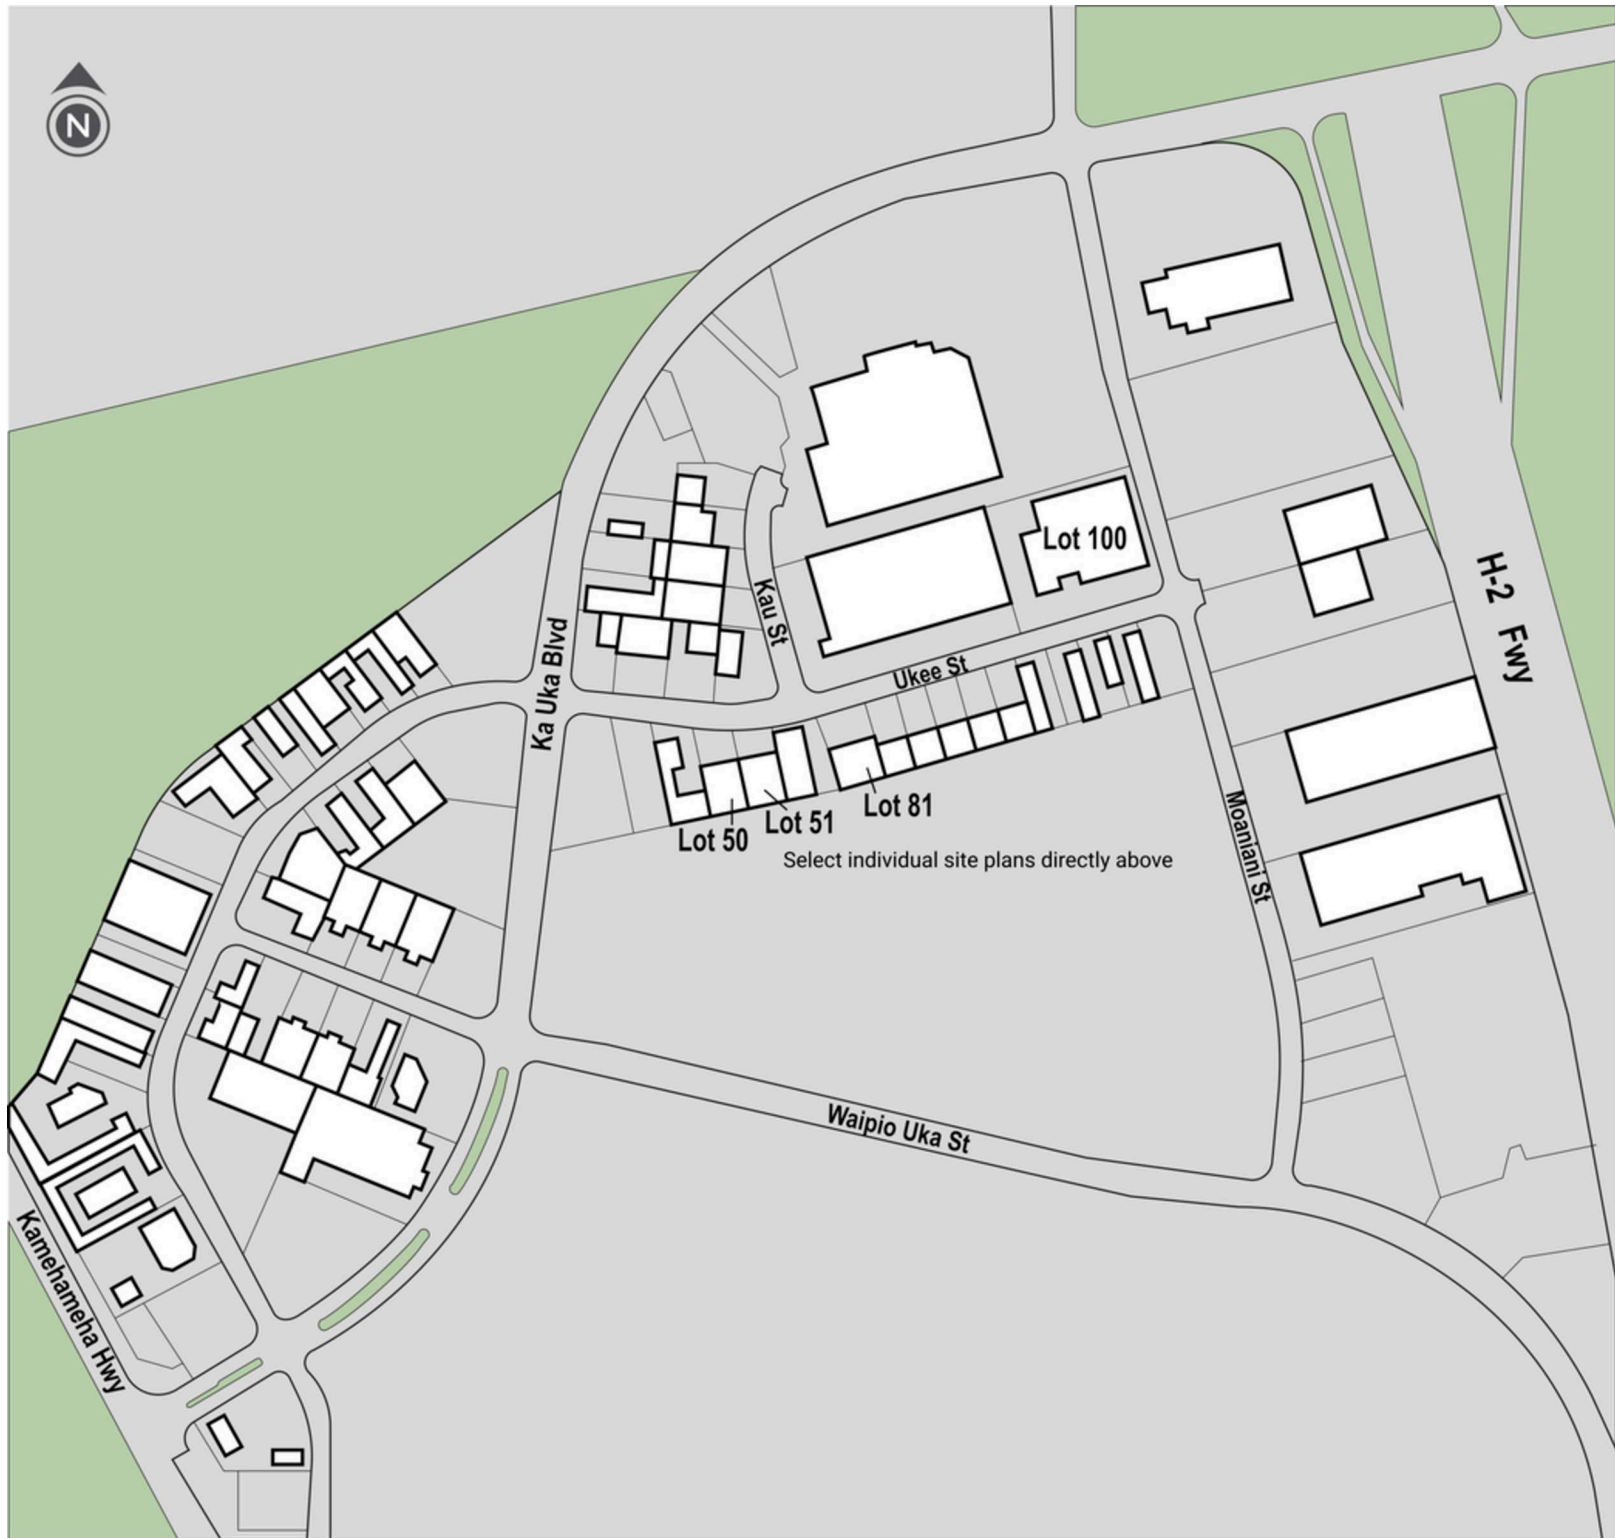 N
H-2 Fwy
Lot 100
Kau St
Ukee St
Ka Uka Blvd
Lot 81
Lot 51
Lot 50
Select individual site plans directly above
Moaniani St
Waipio Uka St
Kamehameha Hwy